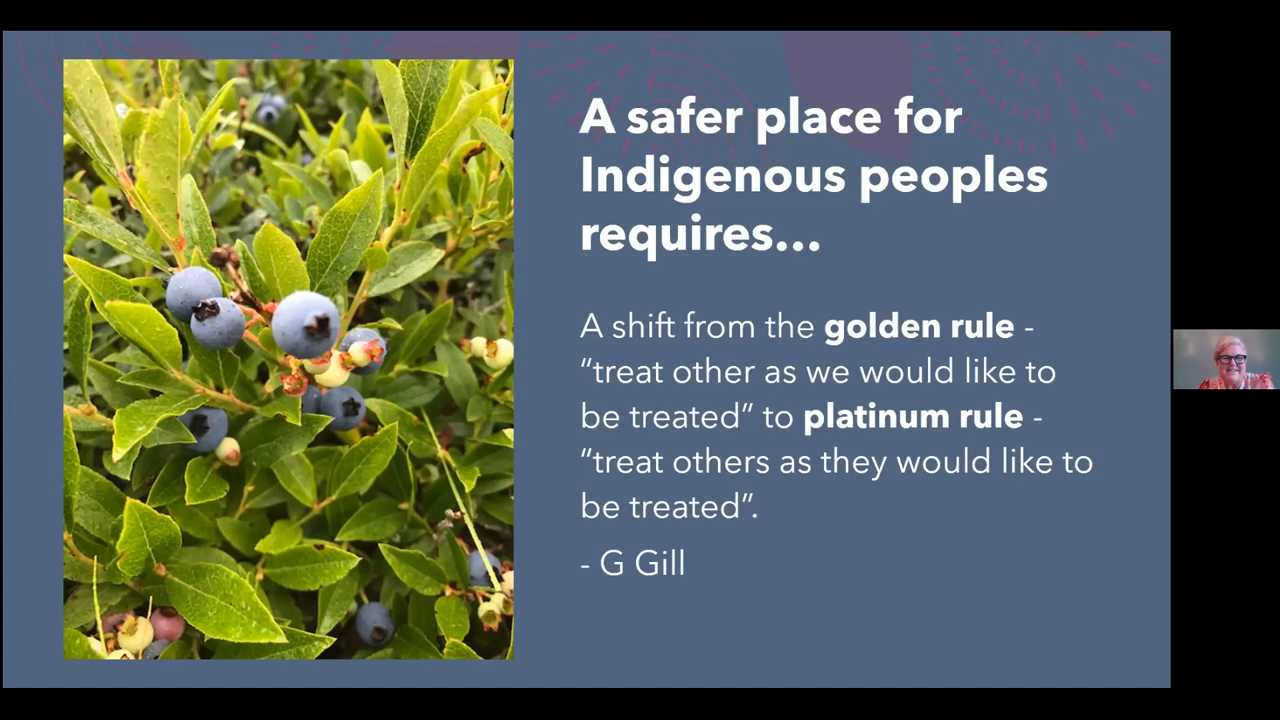 A safer place for
Indigenous peoples
requires...
A shift from the golden rule -
“treat other as we would like to
be treated” to platinum rule -
“treat others as they would like to
be treated”.
- G Gill